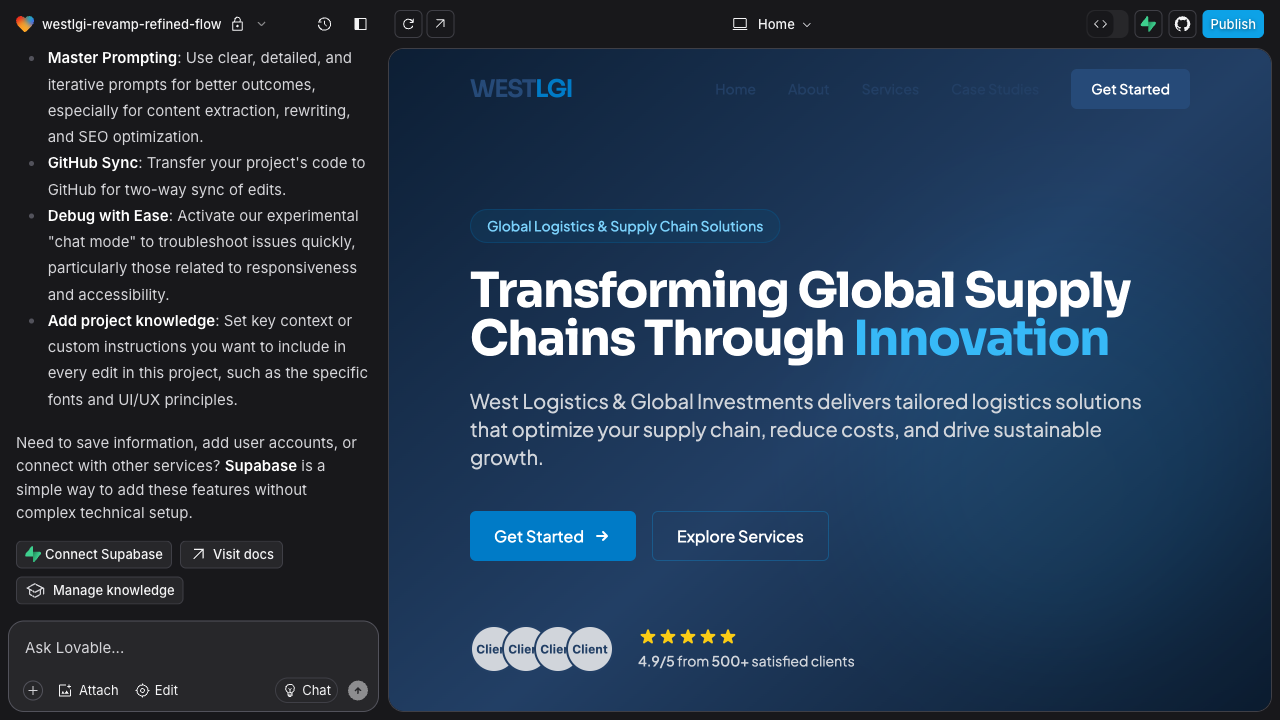 westlgi-revamp-refined-flow
Home
Publish
Master Prompting: Use clear, detailed, and
iterative prompts for better outcomes,
especially for content extraction, rewriting,
and SEO optimization.
GitHub Sync: Transfer your project's code to
GitHub for two-way sync of edits.
Debug with Ease: Activate our experimental
"chat mode" to troubleshoot issues quickly,
particularly those related to responsiveness
and accessibility.
Add project knowledge: Set key context or
custom instructions you want to include in
every edit in this project, such as the specific
fonts and UI/UX principles.
Need to save information, add user accounts, or
connect with other services? Supabase is a
simple way to add these features without
complex technical setup.
Connect Supabase
Visit docs
Manage knowledge
Ask Lovable...
Attach
Edit
Chat
WESTLGI
Home
About
Services
Case Studies
Get Started
Global Logistics & Supply Chain Solutions
Transforming Global Supply
Chains Through Innovation
West Logistics & Global Investments delivers tailored logistics solutions
that optimize your supply chain, reduce costs, and drive sustainable
growth.
Get Started
Explore Services
Clien
Clien
Clien
Client
4.9/5 from 500+ satisfied clients